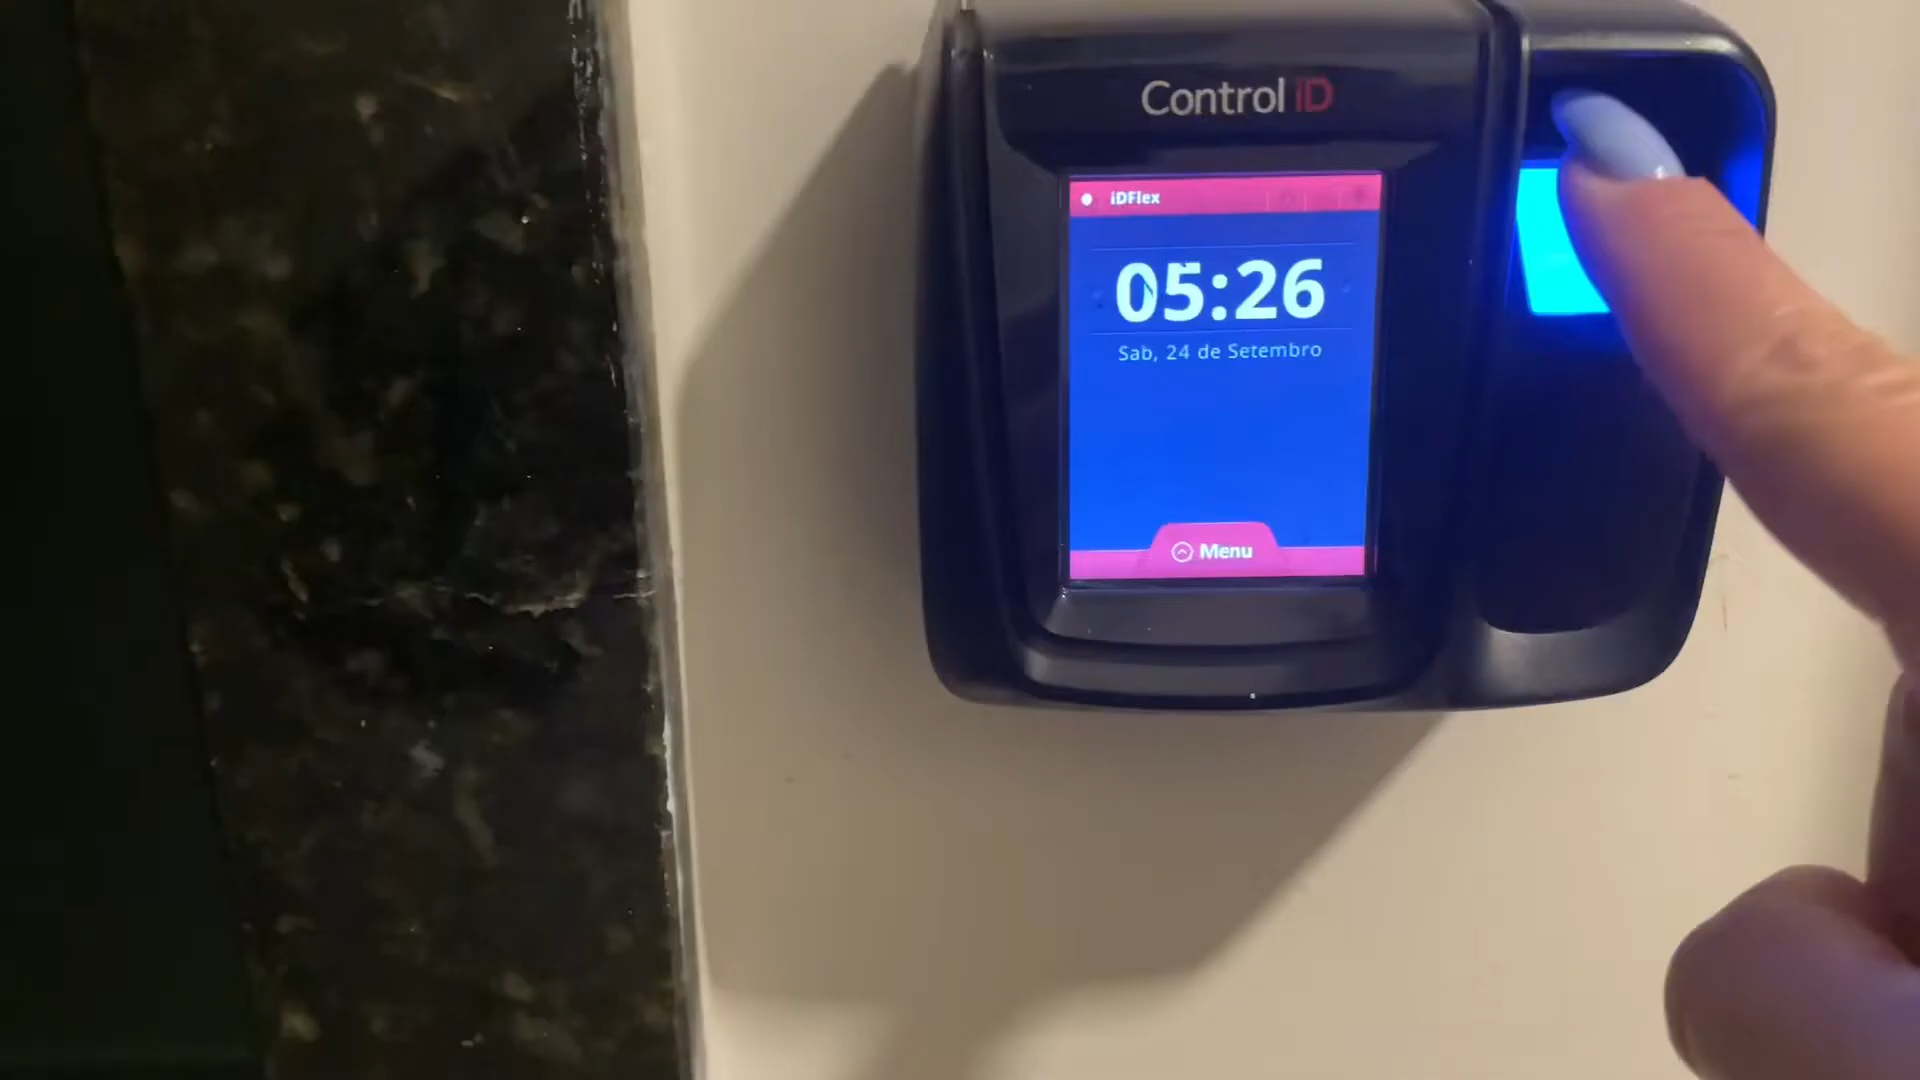 Control iD
iDFlex
05:26
Sab, 24 de Setembro
Menu